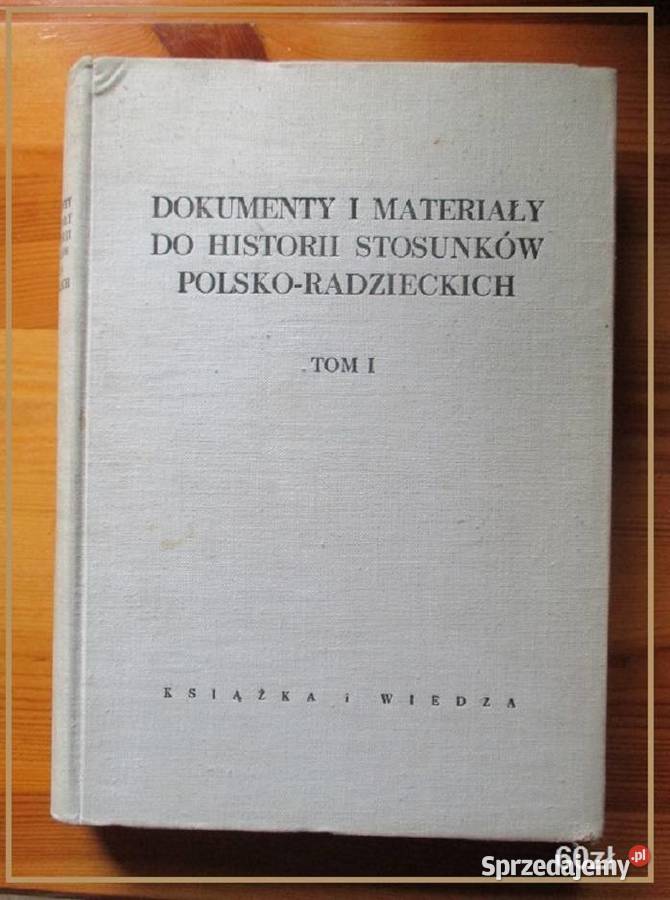 DOKUMENTY I MATERIAŁY
DO HISTORII STOSUNKÓW
POLSKO-RADZIECKICH
TOM I
KSIĄŻKA i WIEDZA
60zł
Sprzedajemy.pl